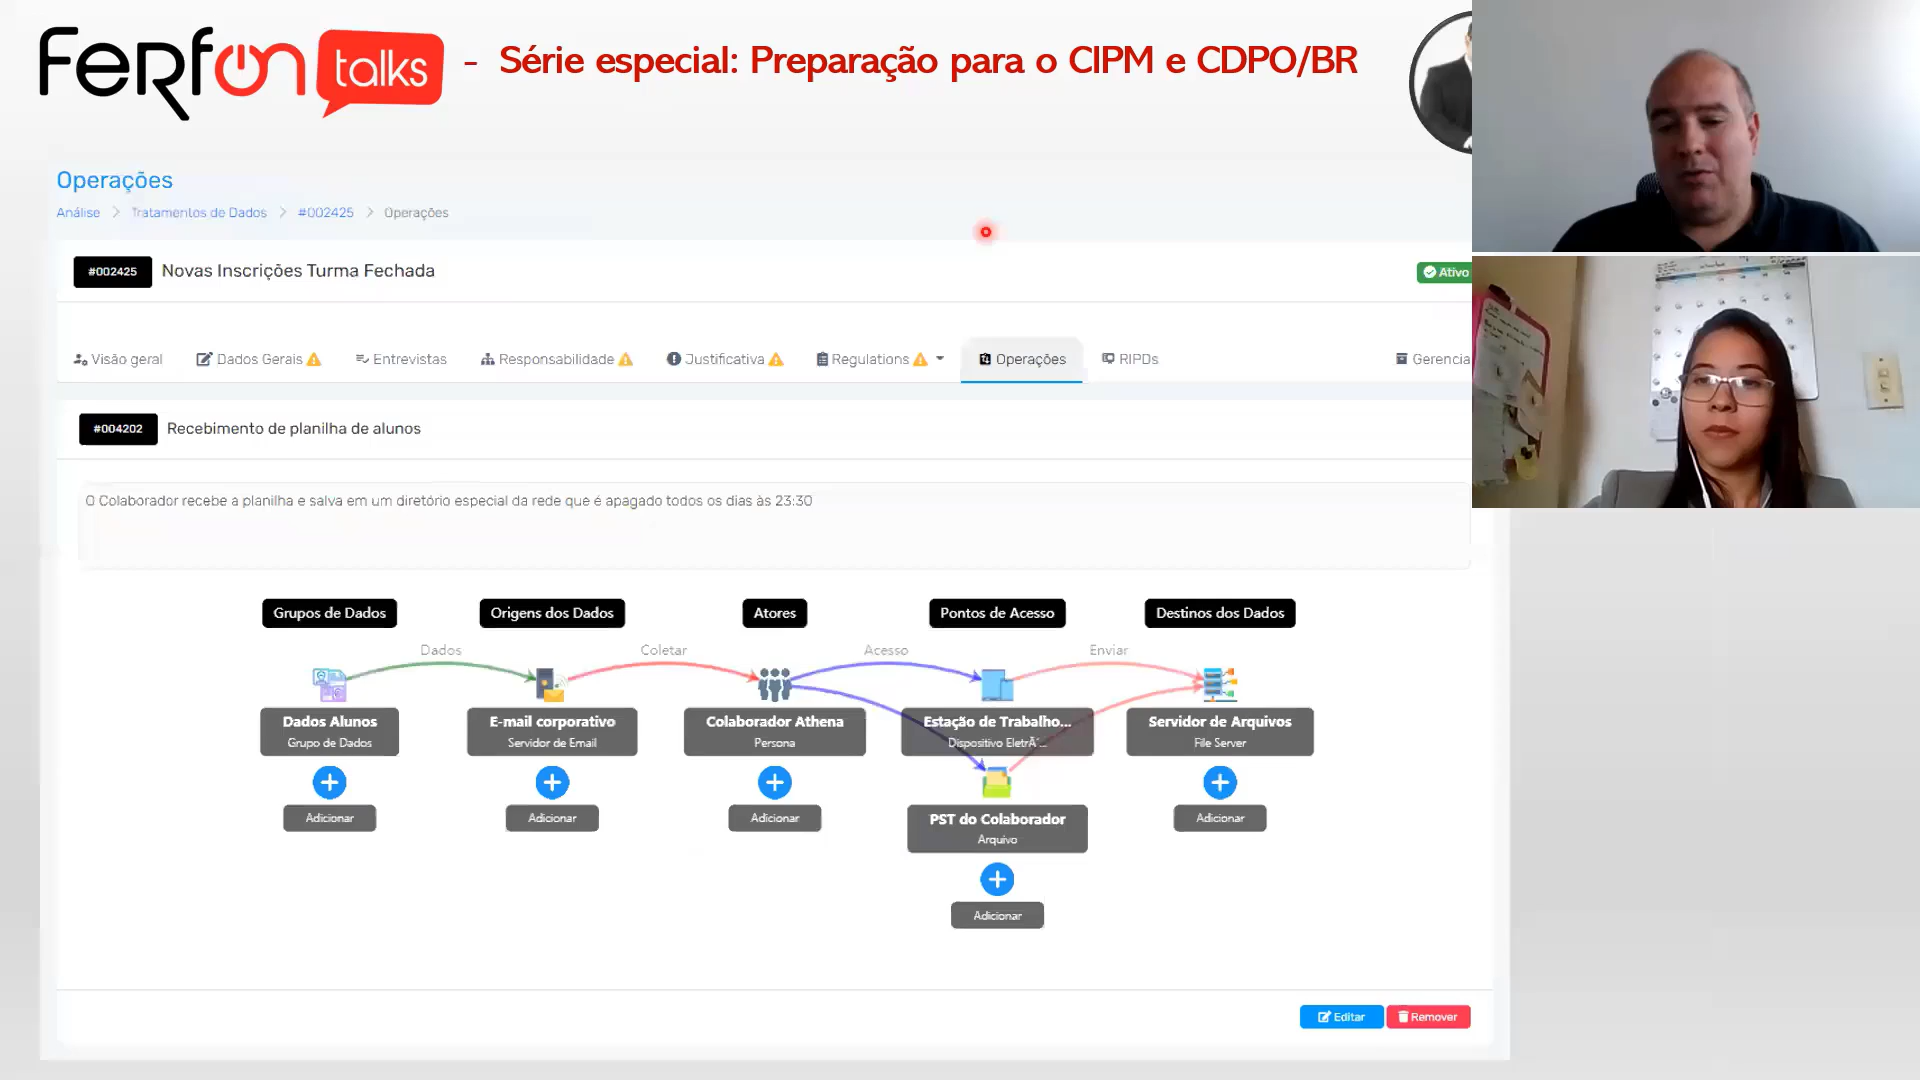 FERFON talks - Série especial: Preparação para o CIPM e CDPO/BR
Operações
Análise > Tratamentos de Dados > #002425 > Operações
#002425 Novas Inscrições Turma Fechada Ativo
Visão geral Dados Gerais Entrevistas Responsabilidade Justificativa Regulations Operações RIPDs Gerencia
#004202 Recebimento de planilha de alunos
O Colaborador recebe a planilha e salva em um diretório especial da rede que é apagado todos os dias às 23:30
Grupos de Dados Origens dos Dados Atores Pontos de Acesso Destinos dos Dados
Dados Coletar Acesso Enviar
Dados Alunos E-mail corporativo Colaborador Athena Estação de Trabalho... Servidor de Arquivos
Grupo de Dados Servidor de Email Persona Dispositivo EletrÃ´... File Server
Adicionar Adicionar Adicionar Adicionar
PST do Colaborador
Arquivo
Adicionar
Editar Remover